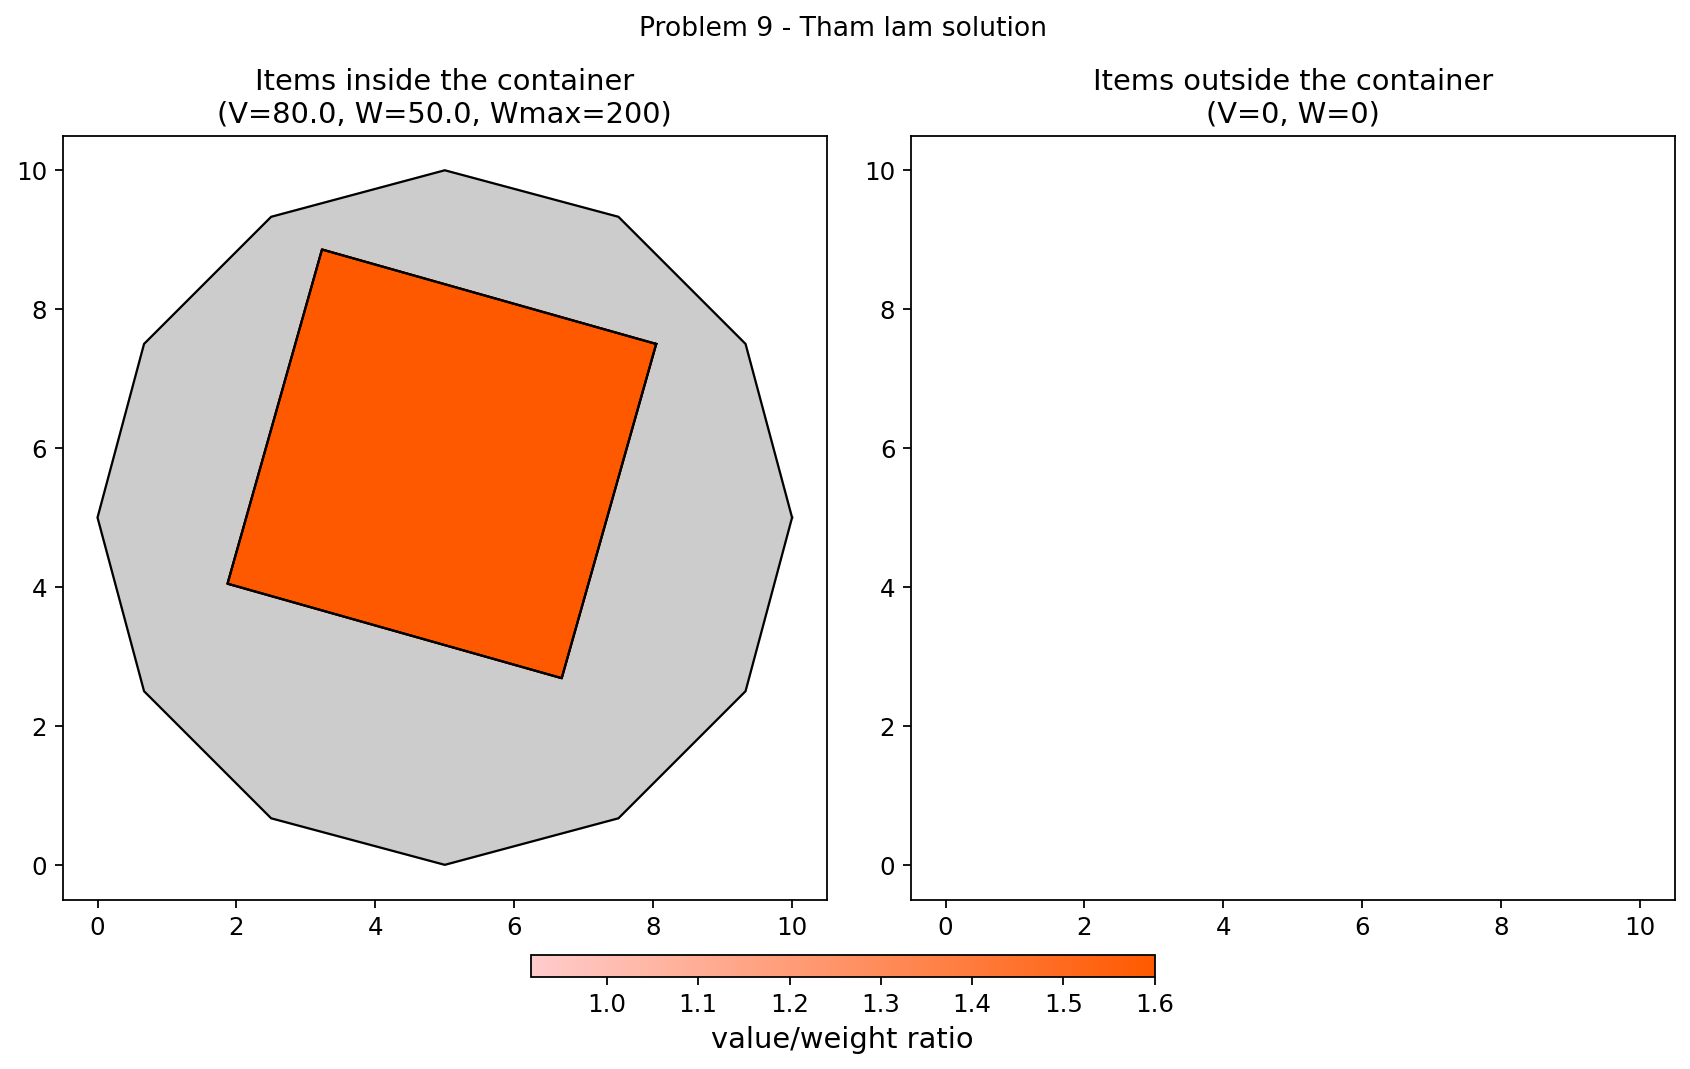 Problem 9 - Tham lam solution
Items inside the container
(V=80.0, W=50.0, Wmax=200)
10
8
6
4
2
0
0 2 4 6 8 10
Items outside the container
(V=0, W=0)
10
8
6
4
2
0
0 2 4 6 8 10
1.0 1.1 1.2 1.3 1.4 1.5 1.6
value/weight ratio